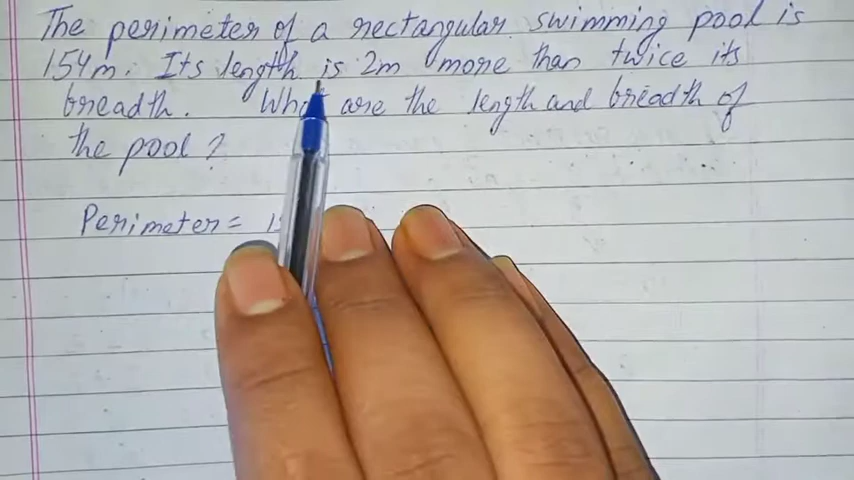 The perimeter of a rectangular swimming pool is
154m. Its length is 2m more than twice its
breadth. What are the length and breadth of
the pool?
Perimeter =